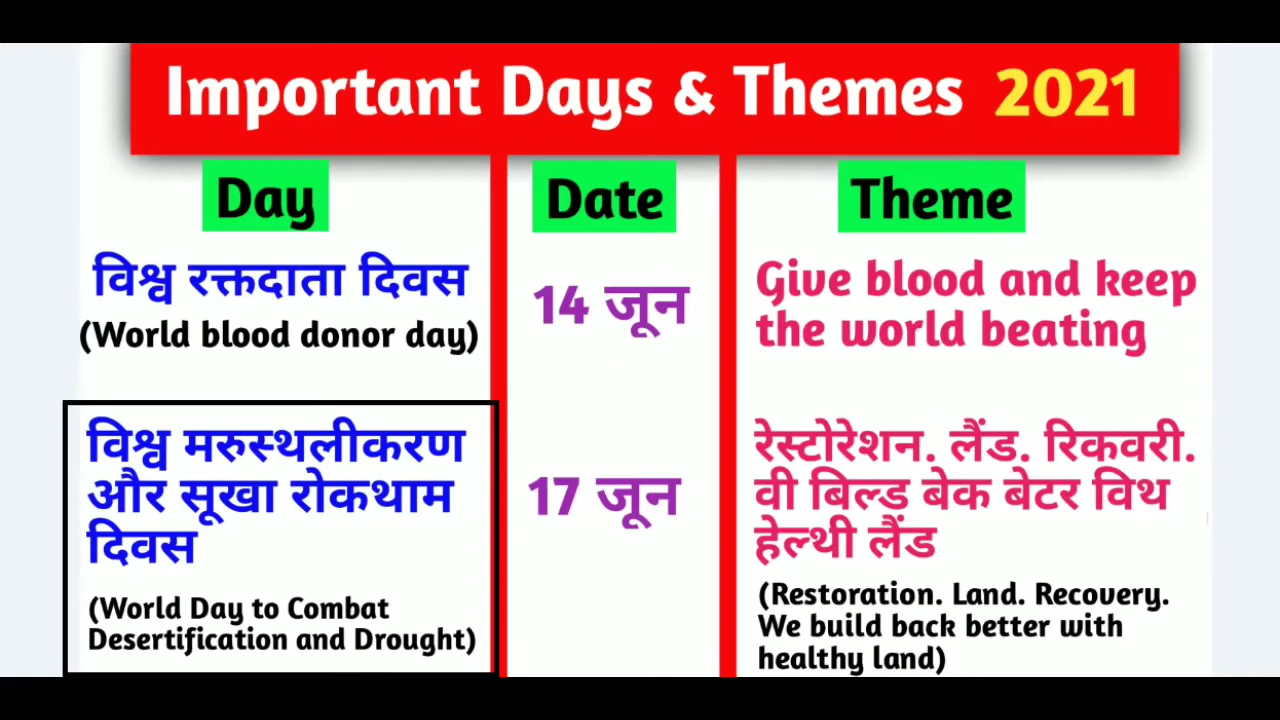 Important Days & Themes 2021
Day
Date
Theme
विश्व रक्तदाता दिवस
(World blood donor day)
14 जून
Give blood and keep
the world beating
विश्व मरुस्थलीकरण
और सूखा रोकथाम
दिवस
(World Day to Combat
Desertification and Drought)
17 जून
रेस्टोरेशन. लैंड. रिकवरी.
वी बिल्ड बेक बेटर विथ
हेल्थी लैंड
(Restoration. Land. Recovery.
We build back better with
healthy land)